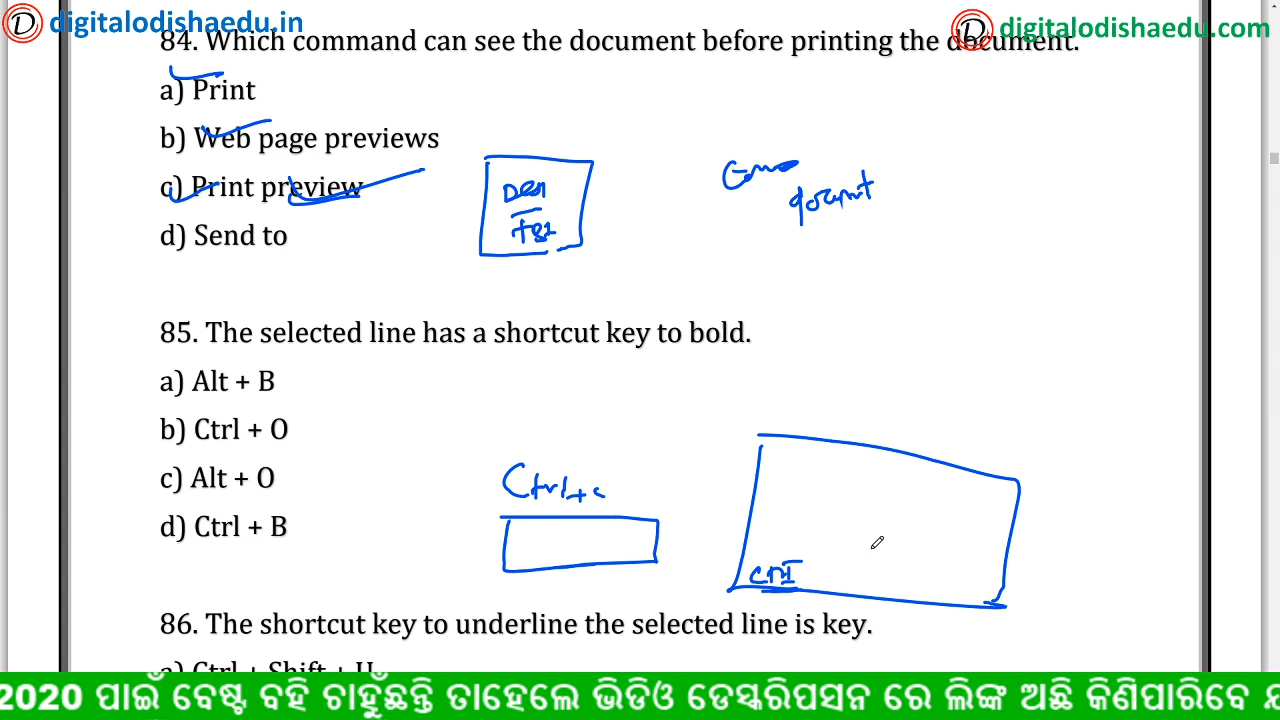 digitalodishaedu.in
digitalodishaedu.com
84. Which command can see the document before printing the document.
a) Print
b) Web page previews
c) Print preview
d) Send to
85. The selected line has a shortcut key to bold.
a) Alt + B
b) Ctrl + O
c) Alt + O
d) Ctrl + B
Ctrl+c
86. The shortcut key to underline the selected line is key.
a) Ctrl + Shift + U
2020 ପାଇଁ ବେଷ୍ଟ ବହି ଚାହୁଁଛନ୍ତି ତାହେଲେ ଭିଡିଓ ଡେସ୍କରିପସନ ରେ ଲିଙ୍କ ଅଛି କିଣିପାରିବେ